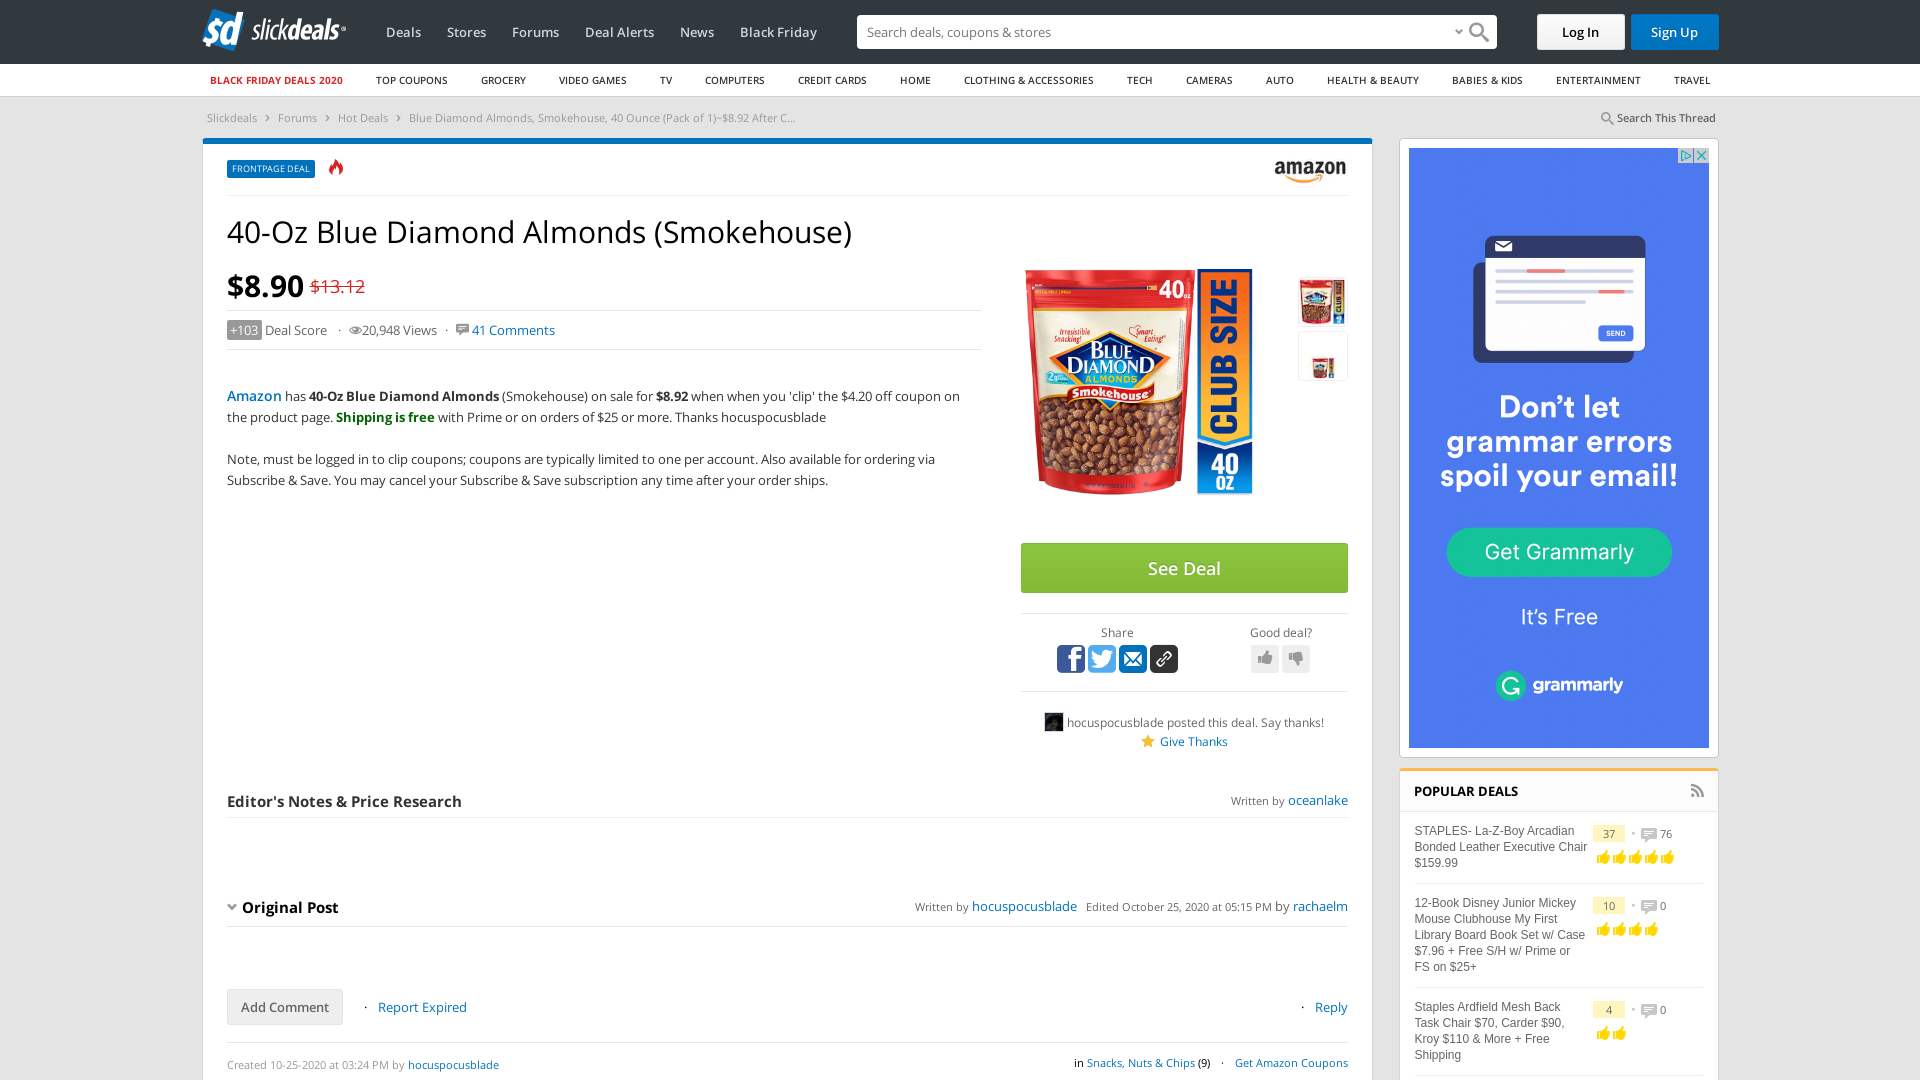 sd slickdeals
Deals Stores Forums Deal Alerts News Black Friday
Search deals, coupons & stores
Log In
Sign Up
BLACK FRIDAY DEALS 2020 TOP COUPONS GROCERY VIDEO GAMES TV COMPUTERS CREDIT CARDS HOME CLOTHING & ACCESSORIES TECH CAMERAS AUTO HEALTH & BEAUTY BABIES & KIDS ENTERTAINMENT TRAVEL
Slickdeals › Forums › Hot Deals › Blue Diamond Almonds, Smokehouse, 40 Ounce (Pack of 1)~$8.92 After C...
Search This Thread
FRONTPAGE DEAL
amazon
40-Oz Blue Diamond Almonds (Smokehouse)
$8.90 $13.12
+103 Deal Score · 20,948 Views · 41 Comments
Amazon has 40-Oz Blue Diamond Almonds (Smokehouse) on sale for $8.92 when when you 'clip' the $4.20 off coupon on
the product page. Shipping is free with Prime or on orders of $25 or more. Thanks hocuspocusblade
Note, must be logged in to clip coupons; coupons are typically limited to one per account. Also available for ordering via
Subscribe & Save. You may cancel your Subscribe & Save subscription any time after your order ships.
40 oz
Irresistible Snacking!
Smart Eating!
BLUE
DIAMOND
ALMONDS
Smokehouse
CLUB SIZE
40
OZ
See Deal
Share
Good deal?
hocuspocusblade posted this deal. Say thanks!
Give Thanks
Editor's Notes & Price Research
Written by oceanlake
Original Post
Written by hocuspocusblade Edited October 25, 2020 at 05:15 PM by rachaelm
Add Comment · Report Expired
· Reply
Created 10-25-2020 at 03:24 PM by hocuspocusblade
in Snacks, Nuts & Chips (9) · Get Amazon Coupons
SEND
Don't let
grammar errors
spoil your email!
Get Grammarly
It's Free
grammarly
POPULAR DEALS
STAPLES- La-Z-Boy Arcadian
Bonded Leather Executive Chair
$159.99
37 • 76
12-Book Disney Junior Mickey
Mouse Clubhouse My First
Library Board Book Set w/ Case
$7.96 + Free S/H w/ Prime or
FS on $25+
10 • 0
Staples Ardfield Mesh Back
Task Chair $70, Carder $90,
Kroy $110 & More + Free
Shipping
4 • 0